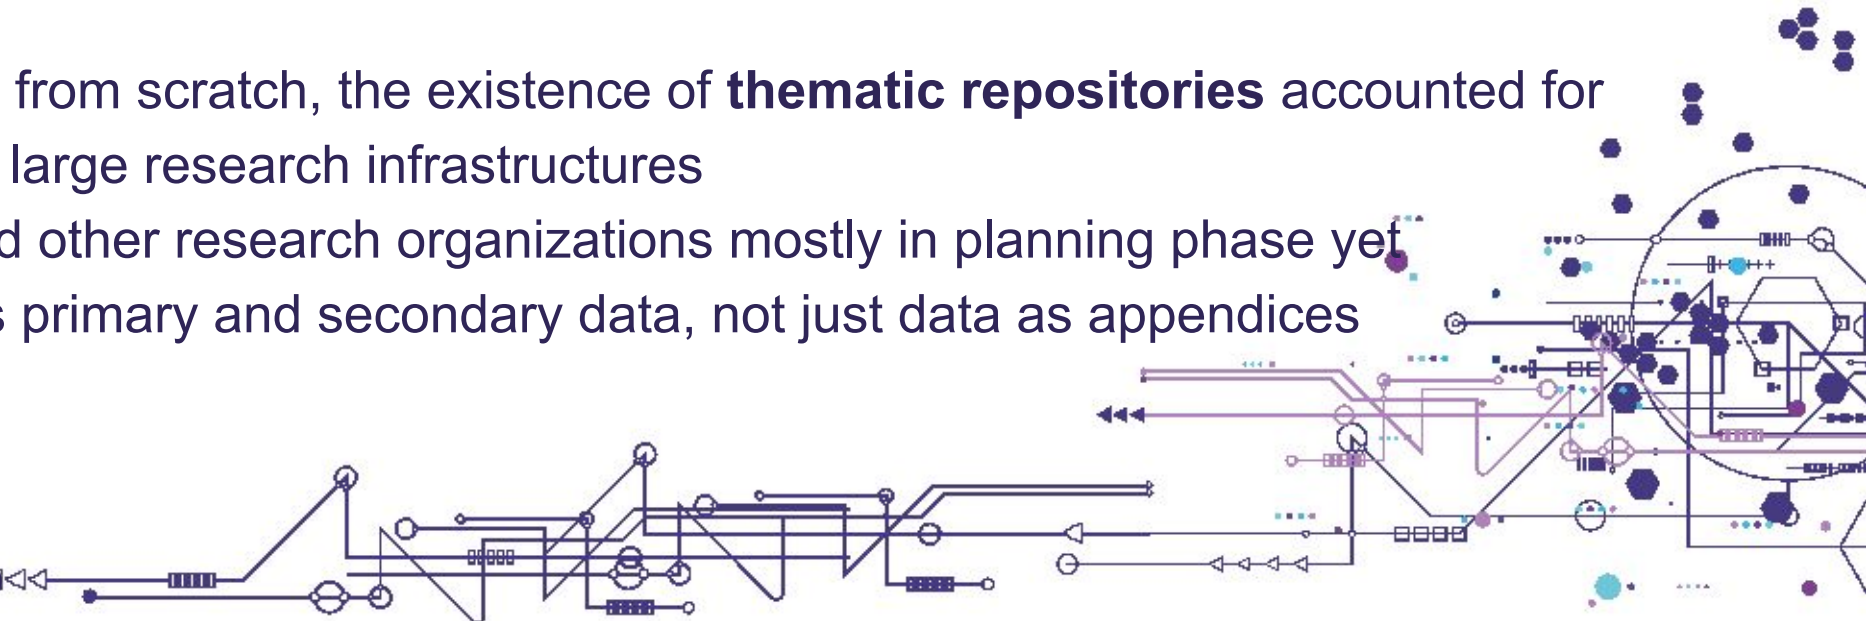 from scratch, the existence of thematic repositories accounted for
large research infrastructures
other research organizations mostly in planning phase yet
primary and secondary data, not just data as appendices